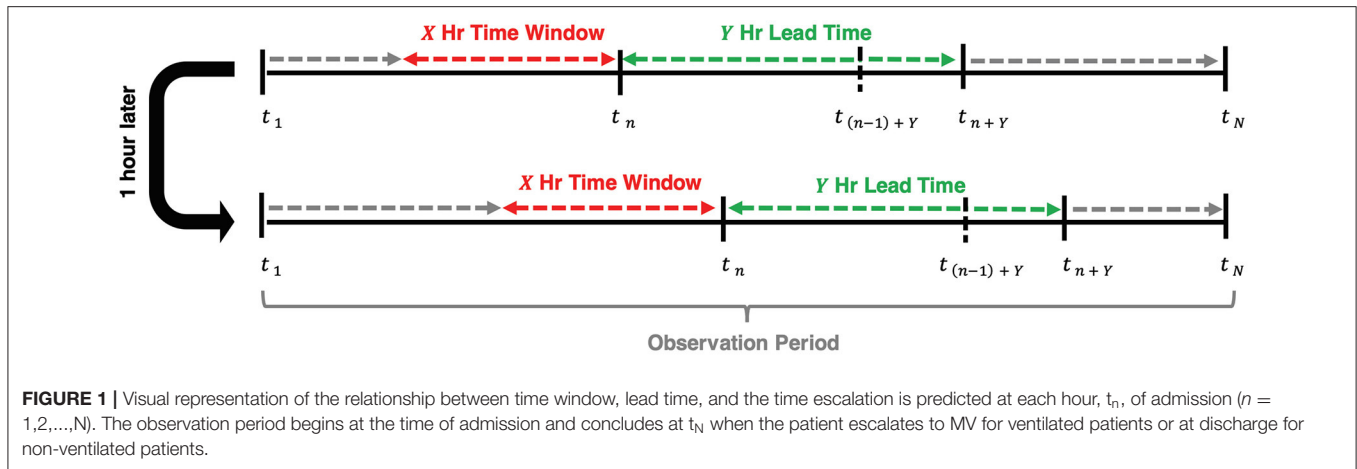 X Hr Time Window Y Hr Lead Time
t 1 t n t (n−1) + Y t n + Y t N
1 hour later
X Hr Time Window Y Hr Lead Time
t 1 t n t (n−1) + Y t n + Y t N
Observation Period
FIGURE 1 | Visual representation of the relationship between time window, lead time, and the time escalation is predicted at each hour, tn, of admission (n =
1,2,...,N). The observation period begins at the time of admission and concludes at tN when the patient escalates to MV for ventilated patients or at discharge for
non-ventilated patients.